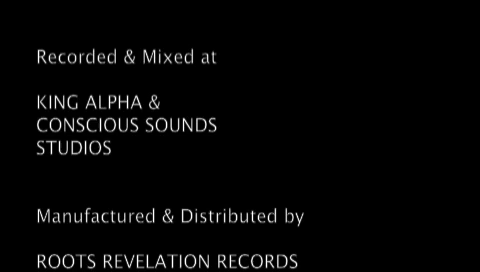 Recorded & Mixed at
KING ALPHA &
CONSCIOUS SOUNDS
STUDIOS
Manufactured & Distributed by
ROOTS REVELATION RECORDS